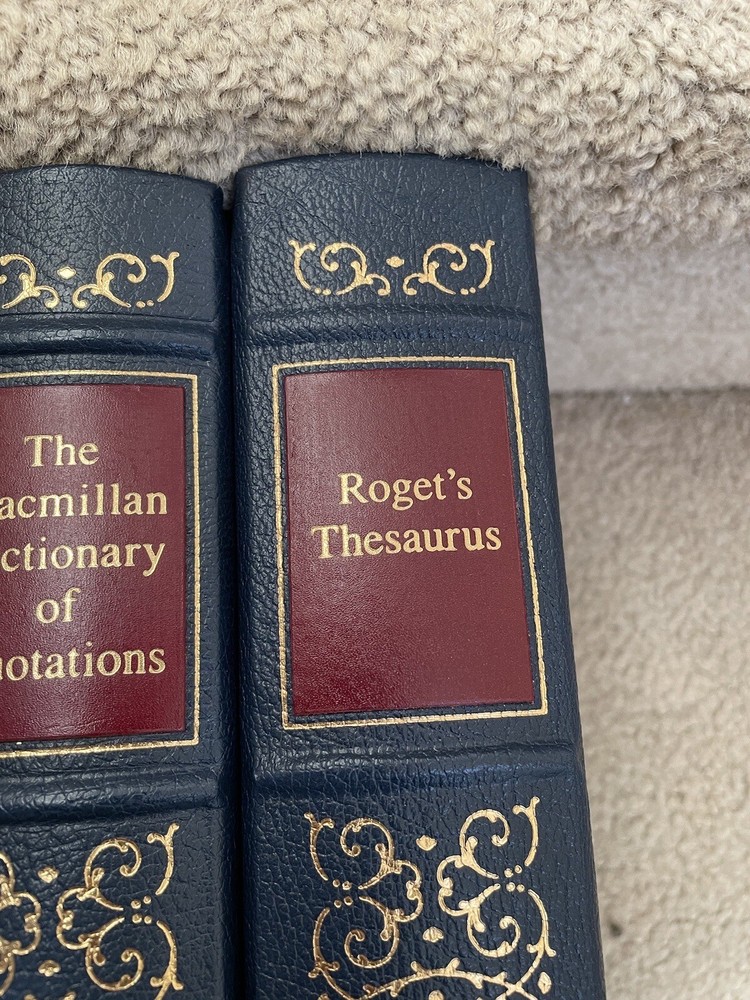 The
acmillan
ctionary
of
uotations
Roget's
Thesaurus